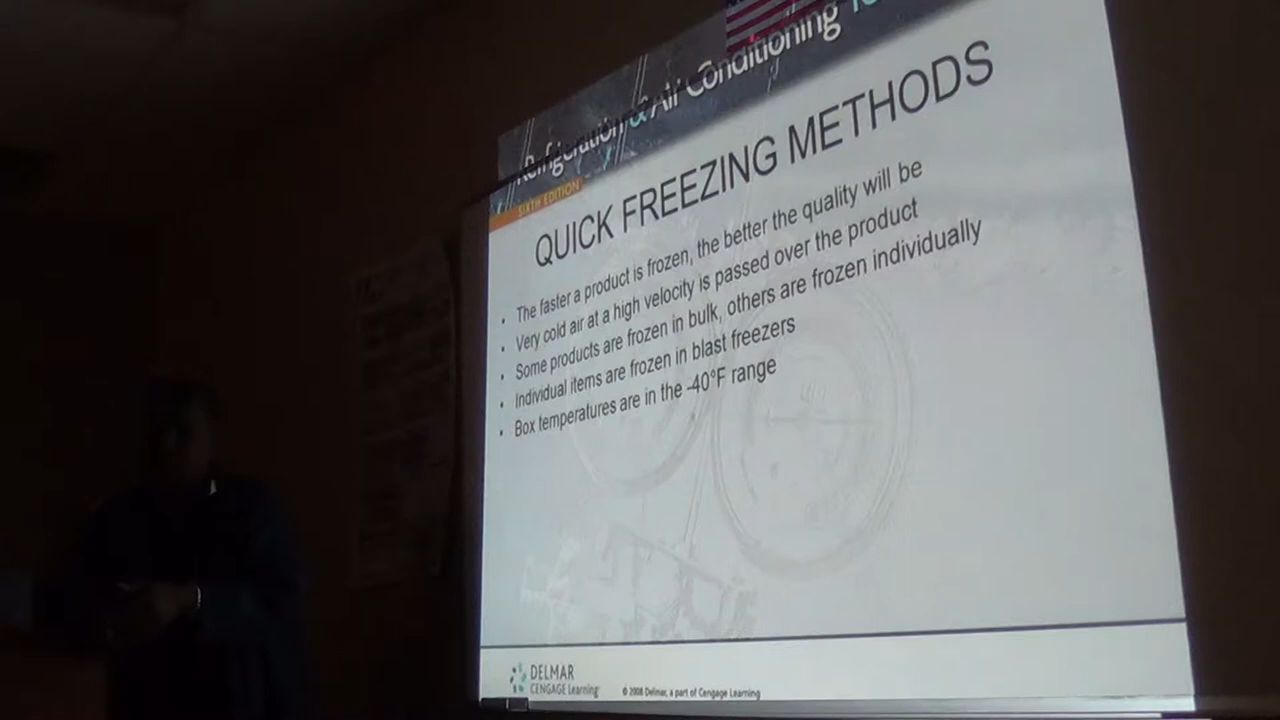 Refrigeration & Air Conditioning
SIXTH EDITION
QUICK FREEZING METHODS
• The faster a product is frozen, the better the quality will be
• Very cold air at a high velocity is passed over the product
• Some products are frozen in bulk, others are frozen individually
• Individual items are frozen in blast freezers
• Box temperatures are in the -40°F range
DELMAR
CENGAGE Learning
© 2008 Delmar, a part of Cengage Learning